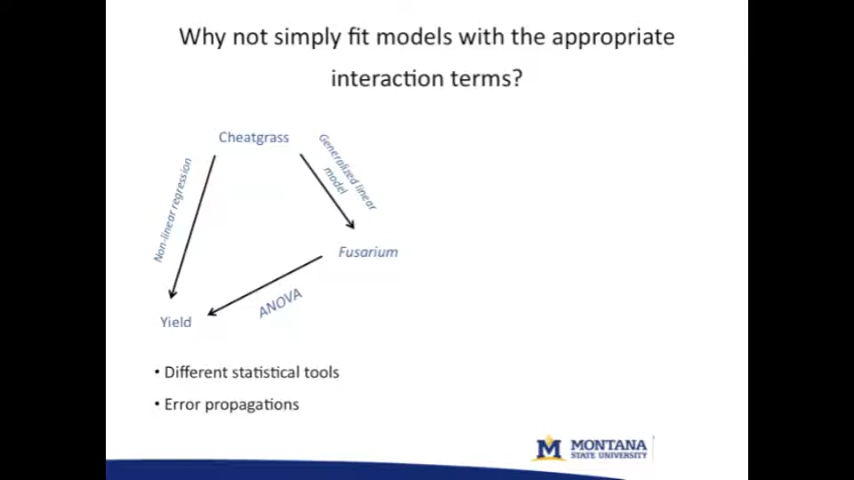 Why not simply fit models with the appropriate
interaction terms?
Cheatgrass
Non-linear regression
Generalized linear
model
Fusarium
ANOVA
Yield
• Different statistical tools
• Error propagations
M MONTANA
STATE UNIVERSITY